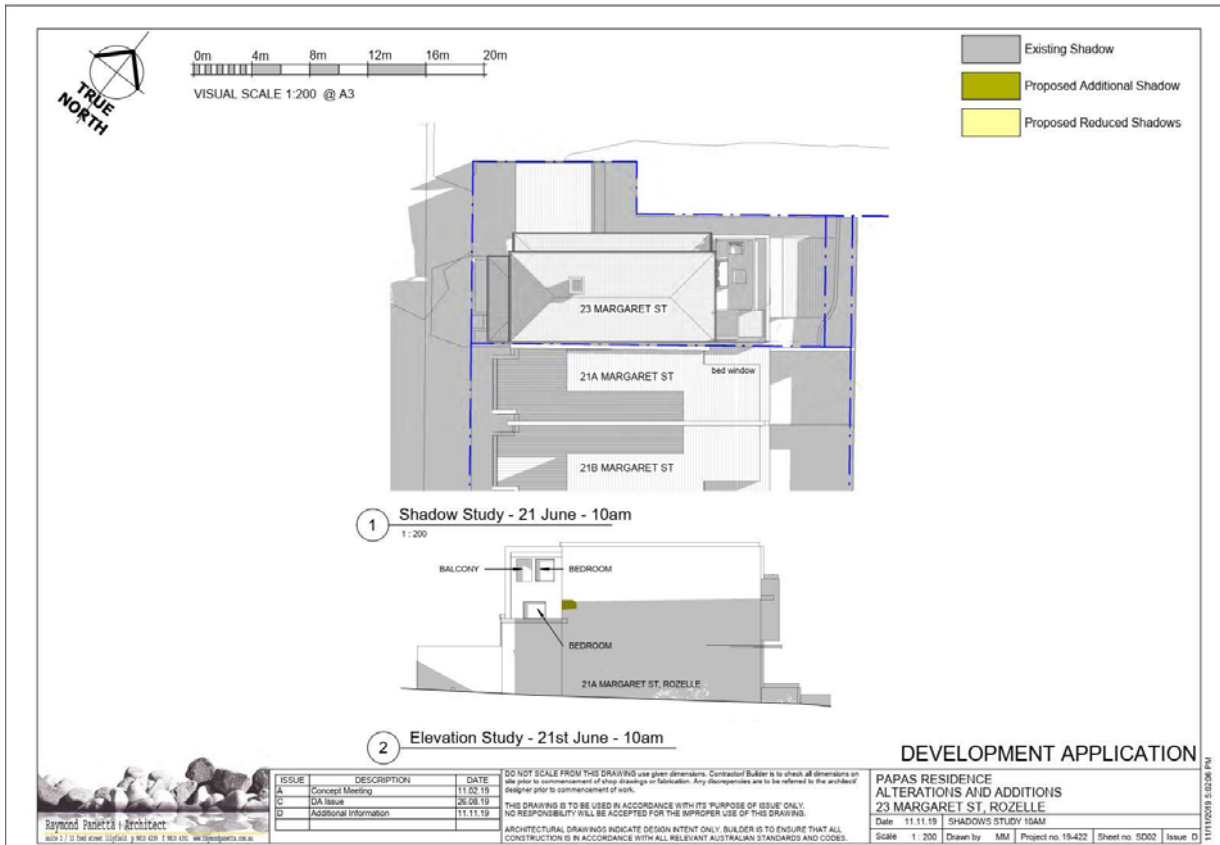 TRUE NORTH
0m 4m 8m 12m 16m 20m
VISUAL SCALE 1:200 @ A3
Existing Shadow
Proposed Additional Shadow
Proposed Reduced Shadows
23 MARGARET ST
21A MARGARET ST
bed window
21B MARGARET ST
1 Shadow Study - 21 June - 10am
1 : 200
BALCONY
BEDROOM
BEDROOM
21A MARGARET ST, ROZELLE
2 Elevation Study - 21st June - 10am
DEVELOPMENT APPLICATION
Raymond Panetta Architect
ISSUE DESCRIPTION DATE
A Concept Meeting 11.02.19
C DA Issue 26.08.19
D Additional Information 11.11.19
DO NOT SCALE FROM THIS DRAWING use given dimensions. Contractor/ Builder is to check all dimensions on
site prior to commencement of shop drawings or fabrication. Any discrepencies are to be referred to the architect/
designer prior to commencement of work.
THIS DRAWING IS TO BE USED IN ACCORDANCE WITH ITS 'PURPOSE OF ISSUE' ONLY.
NO RESPONSIBILITY WILL BE ACCEPTED FOR THE IMPROPER USE OF THIS DRAWING.
ARCHITECTURAL DRAWINGS INDICATE DESIGN INTENT ONLY. BUILDER IS TO ENSURE THAT ALL
CONSTRUCTION IS IN ACCORDANCE WITH ALL RELEVANT AUSTRALIAN STANDARDS AND CODES.
PAPAS RESIDENCE
ALTERATIONS AND ADDITIONS
23 MARGARET ST, ROZELLE
Date 11.11.19 SHADOWS STUDY 10AM
Scale 1 : 200 Drawn by MM Project no. 19-422 Sheet no. SD02 Issue D
11/11/2019 5:02:06 PM